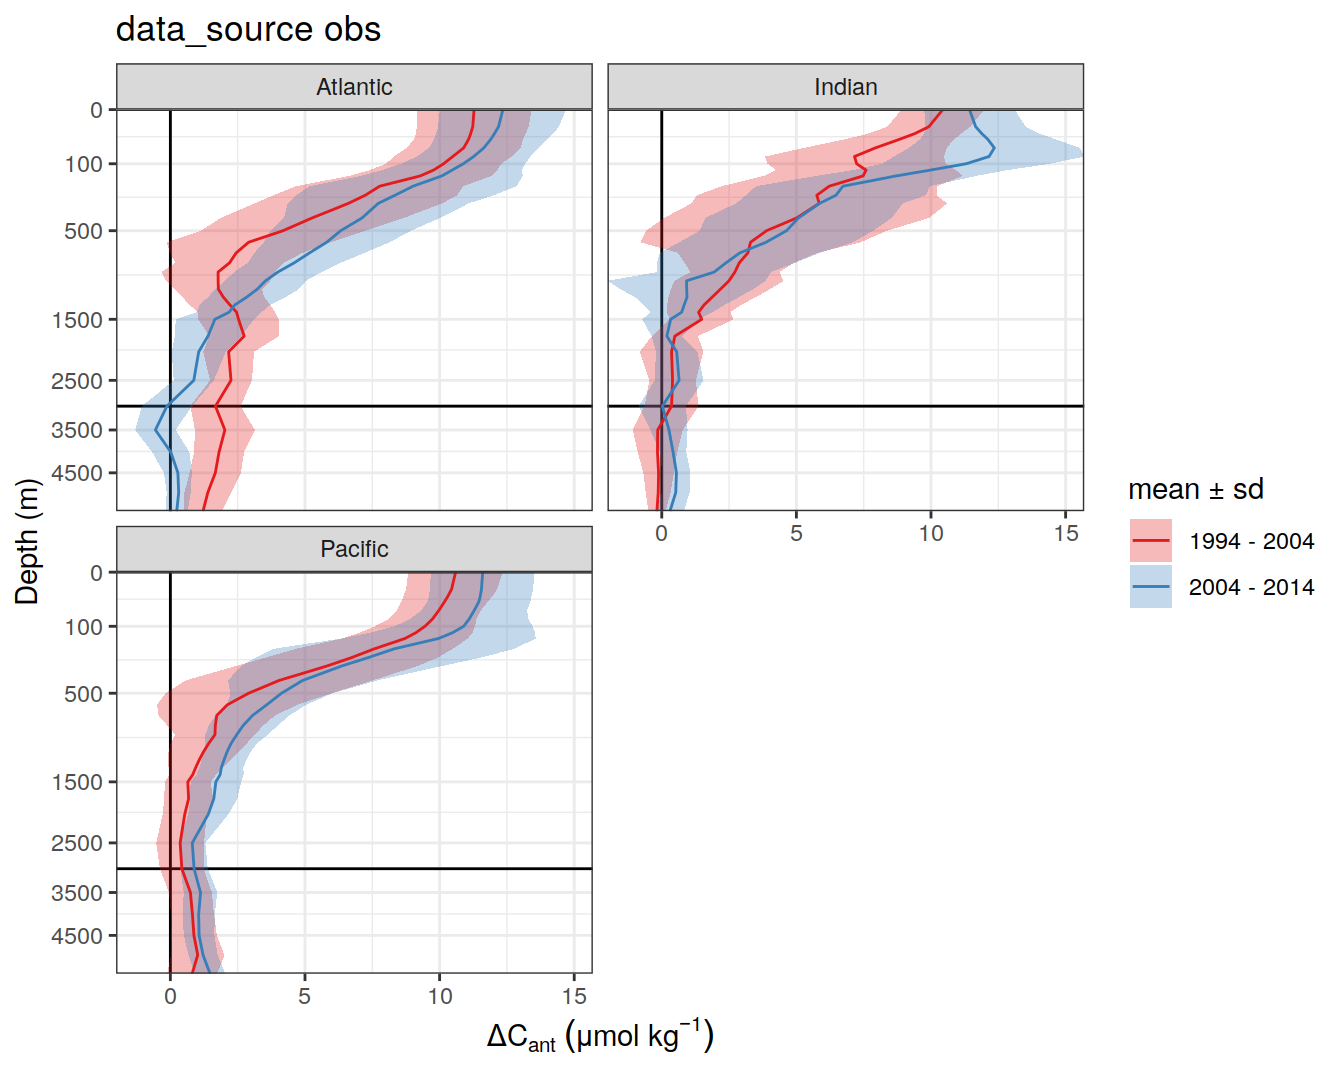 data_source obs
Atlantic
Indian
0
100
500
1500
2500
3500
4500
0 5 10 15
Pacific
0
100
500
1500
2500
3500
4500
0 5 10 15
Depth (m)
ΔCant (μmol kg⁻¹)
mean ± sd
1994 - 2004
2004 - 2014